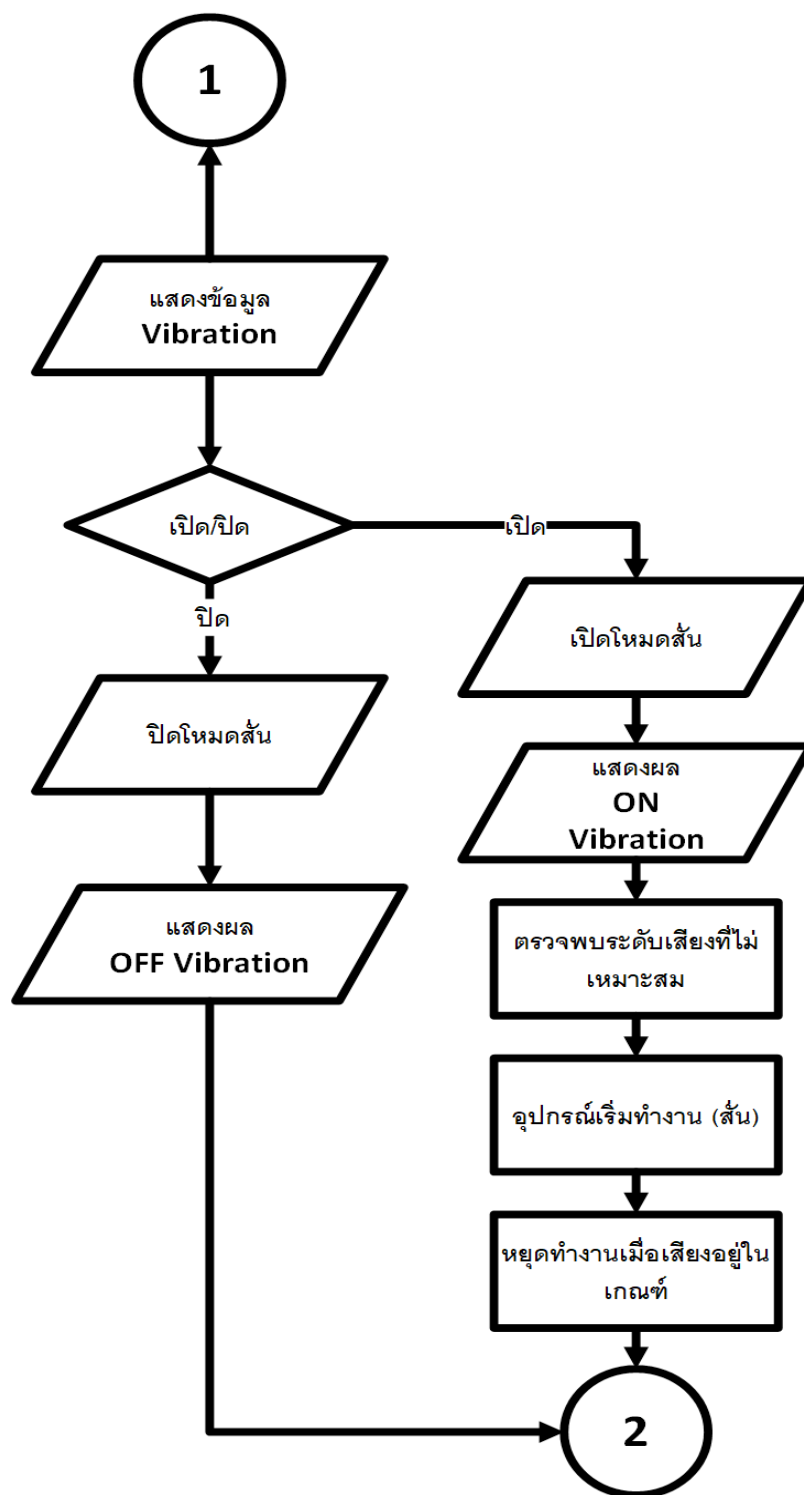 1
แสดงข้อมูล
Vibration
เปิด/ปิด
เปิด
ปิด
เปิดโหมดสั่น
ปิดโหมดสั่น
แสดงผล
ON
Vibration
แสดงผล
OFF Vibration
ตรวจพบระดับเสียงที่ไม่
เหมาะสม
อุปกรณ์เริ่มทำงาน (สั่น)
หยุดทำงานเมื่อเสียงอยู่ใน
เกณฑ์
2